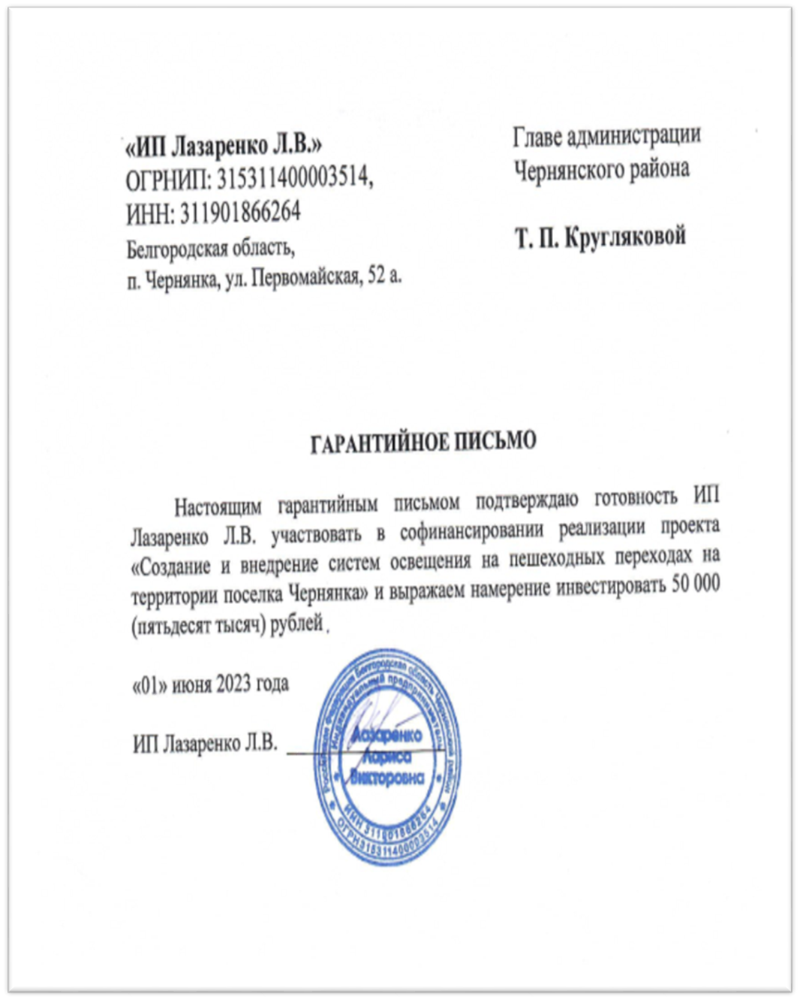 «ИП Лазаренко Л.В.»
ОГРНИП: 315311400003514,
ИНН: 311901866264
Белгородская область,
п. Чернянка, ул. Первомайская, 52 а.
Главе администрации
Чернянского района
Т. П. Кругляковой
ГАРАНТИЙНОЕ ПИСЬМО
Настоящим гарантийным письмом подтверждаю готовность ИП
Лазаренко Л.В. участвовать в софинансировании реализации проекта
«Создание и внедрение систем освещения на пешеходных переходах на
территории поселка Чернянка» и выражаем намерение инвестировать 50 000
(пятьдесят тысяч) рублей.
«01» июня 2023 года
ИП Лазаренко Л.В.
Российская Федерация Белгородская область Чернянский район
Индивидуальный предприниматель
Лазаренко
Лариса
Викторовна
ИНН 311901866264
ОГРН315311400003514